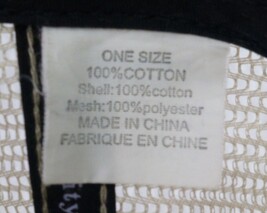 ONE SIZE
100%COTTON
Shell:100%cotton
Mesh:100%polyester
MADE IN CHINA
FABRIQUE EN CHINE